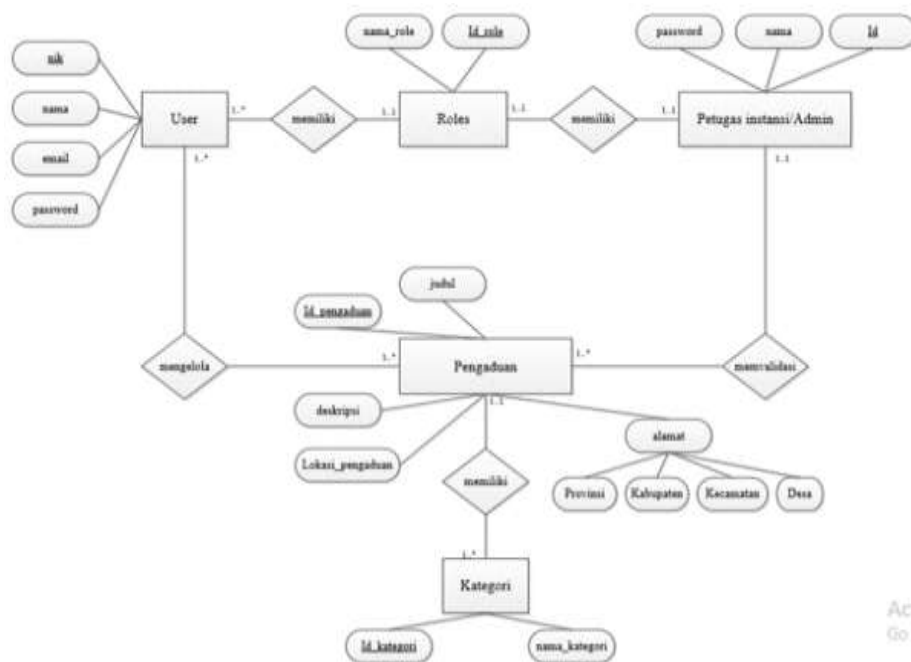 nama_role
Id_role
password
nama
Id
nik
nama
email
password
User
1..*
memiliki
1..1
Roles
1..1
memiliki
1..1
Petugas instansi/Admin
1..*
1..1
judul
Id_pengaduan
mengelola
1..*
Pengaduan
1..*
memvalidasi
1..1
deskripsi
alamat
Lokasi_pengaduan
memiliki
Provinsi
Kabupaten
Kecamatan
Desa
1..*
Kategori
Id_kategori
nama_kategori
Ac
Go